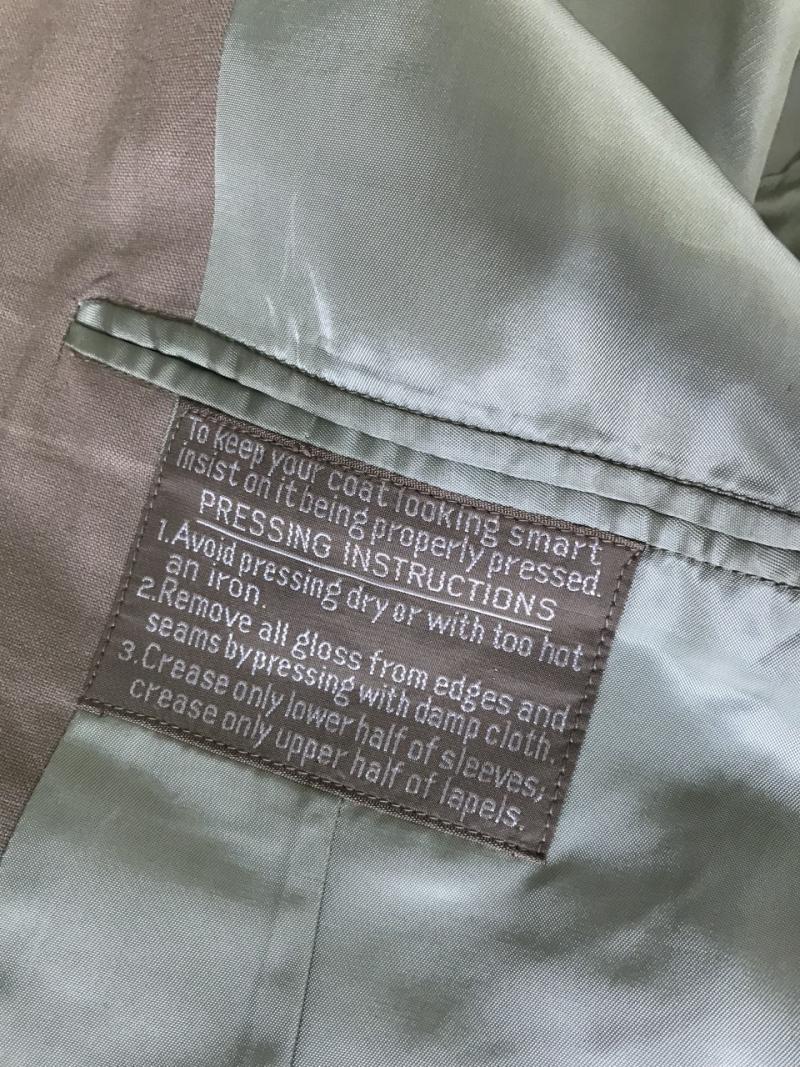 To keep your coat looking smart
insist on it being properly pressed.
PRESSING INSTRUCTIONS
1.Avoid pressing dry or with too hot
an iron.
2.Remove all gloss from edges and
seams by pressing with damp cloth.
3.Crease only lower half of sleeves;
crease only upper half of lapels.